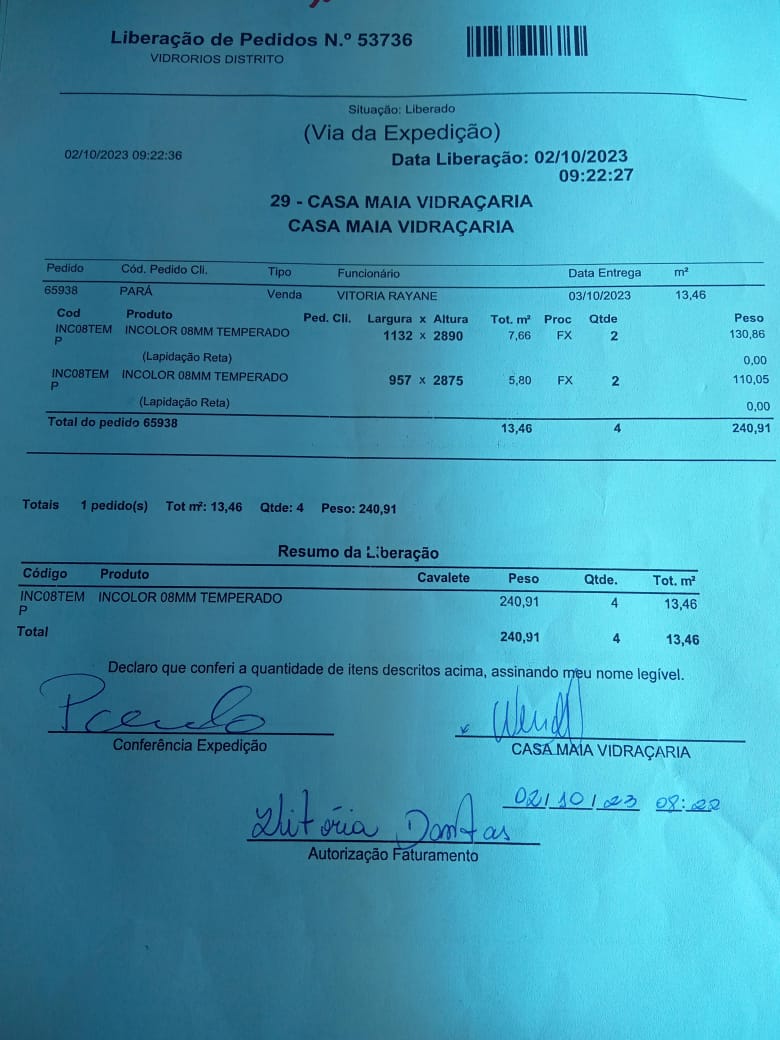 Liberação de Pedidos N.º 53736
VIDRORIOS DISTRITO
Situação: Liberado
(Via da Expedição)
02/10/2023 09:22:36
Data Liberação: 02/10/2023
09:22:27
29 - CASA MAIA VIDRAÇARIA
CASA MAIA VIDRAÇARIA
Pedido Cód. Pedido Cli. Tipo Funcionário Data Entrega m²
65938 PARÁ Venda VITORIA RAYANE 03/10/2023 13,46
Cod Produto Ped. Cli. Largura x Altura Tot. m² Proc Qtde Peso
INC08TEM INCOLOR 08MM TEMPERADO 1132 x 2890 7,66 FX 2 130,86
P
(Lapidação Reta) 0,00
INC08TEM INCOLOR 08MM TEMPERADO 957 x 2875 5,80 FX 2 110,05
P
(Lapidação Reta) 0,00
Total do pedido 65938 13,46 4 240,91
Totais 1 pedido(s) Tot m²: 13,46 Qtde: 4 Peso: 240,91
Resumo da Liberação
Código Produto Cavalete Peso Qtde. Tot. m²
INC08TEM INCOLOR 08MM TEMPERADO 240,91 4 13,46
P
Total 240,91 4 13,46
Declaro que conferi a quantidade de itens descritos acima, assinando meu nome legível.
Conferência Expedição
CASA MAIA VIDRAÇARIA
02/10/23 08:22
Vitória Dantas
Autorização Faturamento